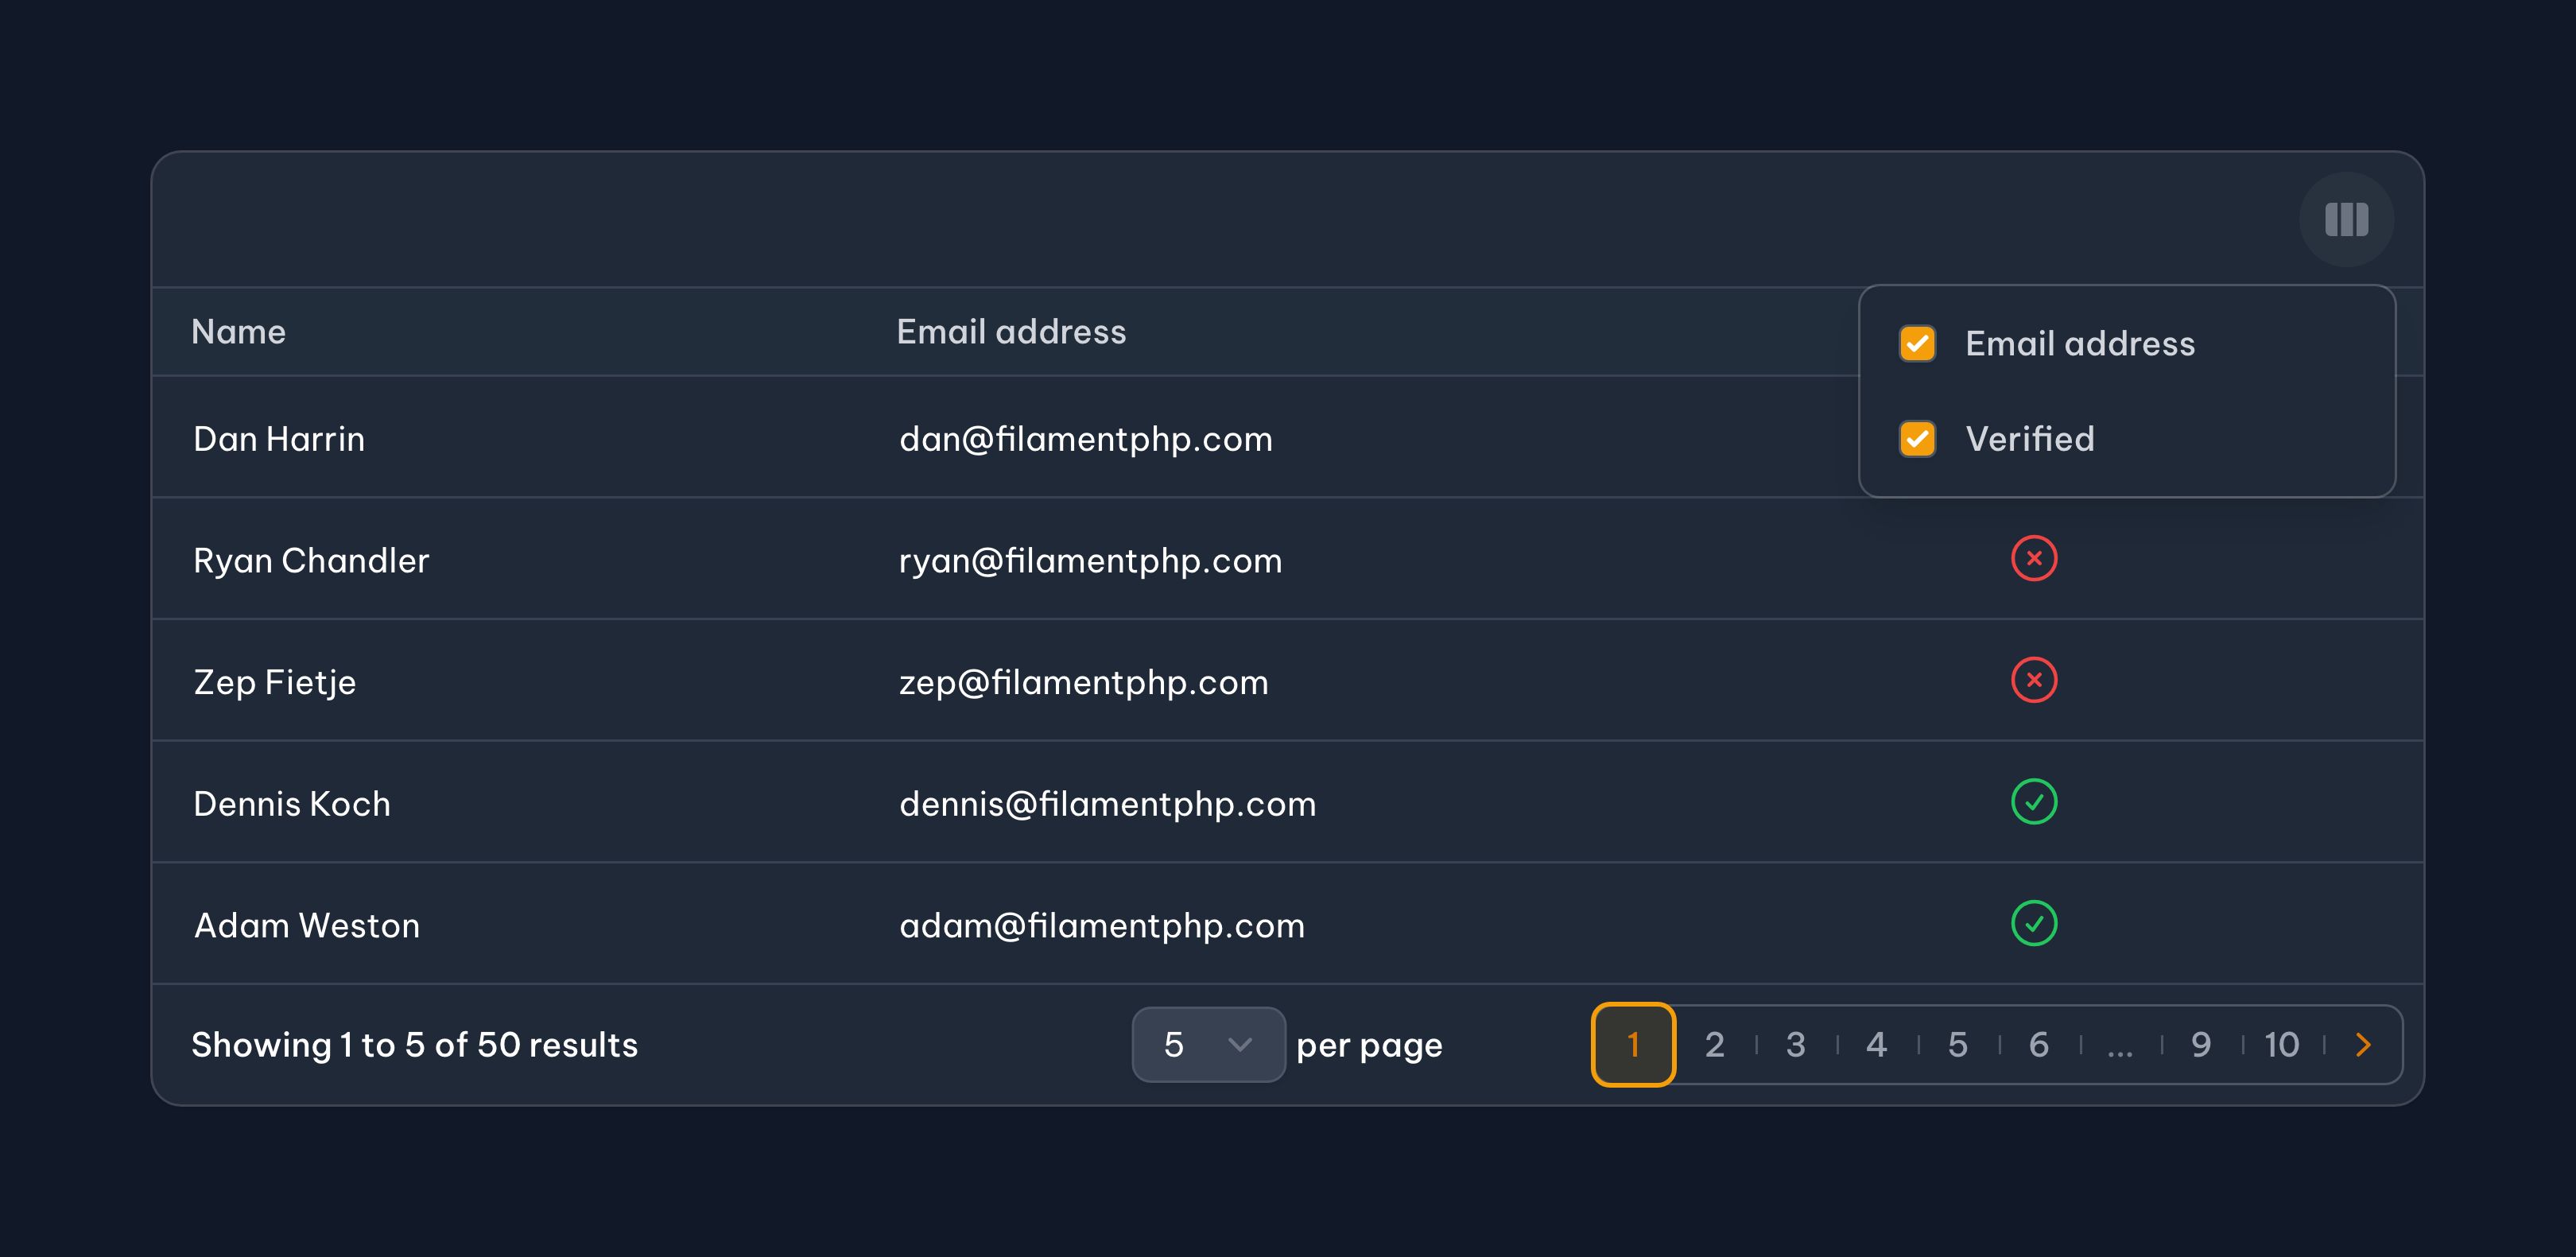 Name Email address
Email address
Dan Harrin dan@filamentphp.com Verified
Ryan Chandler ryan@filamentphp.com
Zep Fietje zep@filamentphp.com
Dennis Koch dennis@filamentphp.com
Adam Weston adam@filamentphp.com
Showing 1 to 5 of 50 results 5 per page 1 2 3 4 5 6 ... 9 10